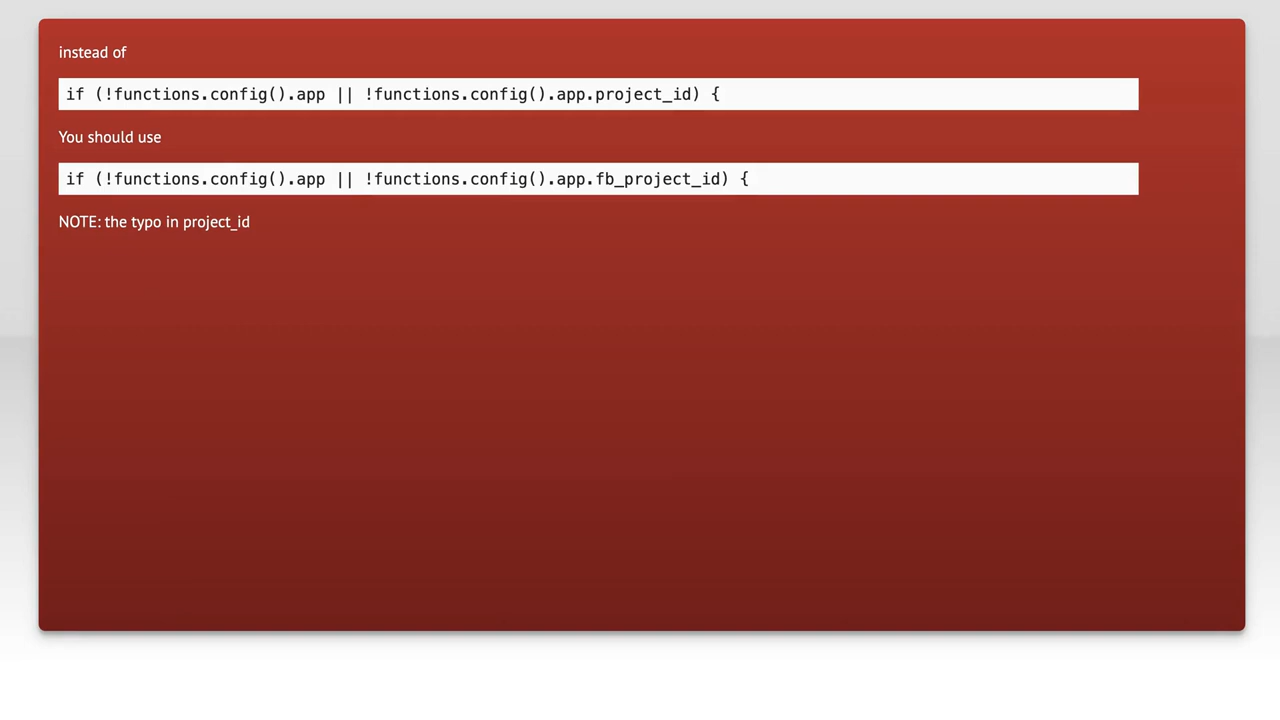 instead of
if (!functions.config().app || !functions.config().app.project_id) {
You should use
if (!functions.config().app || !functions.config().app.fb_project_id) {
NOTE: the typo in project_id